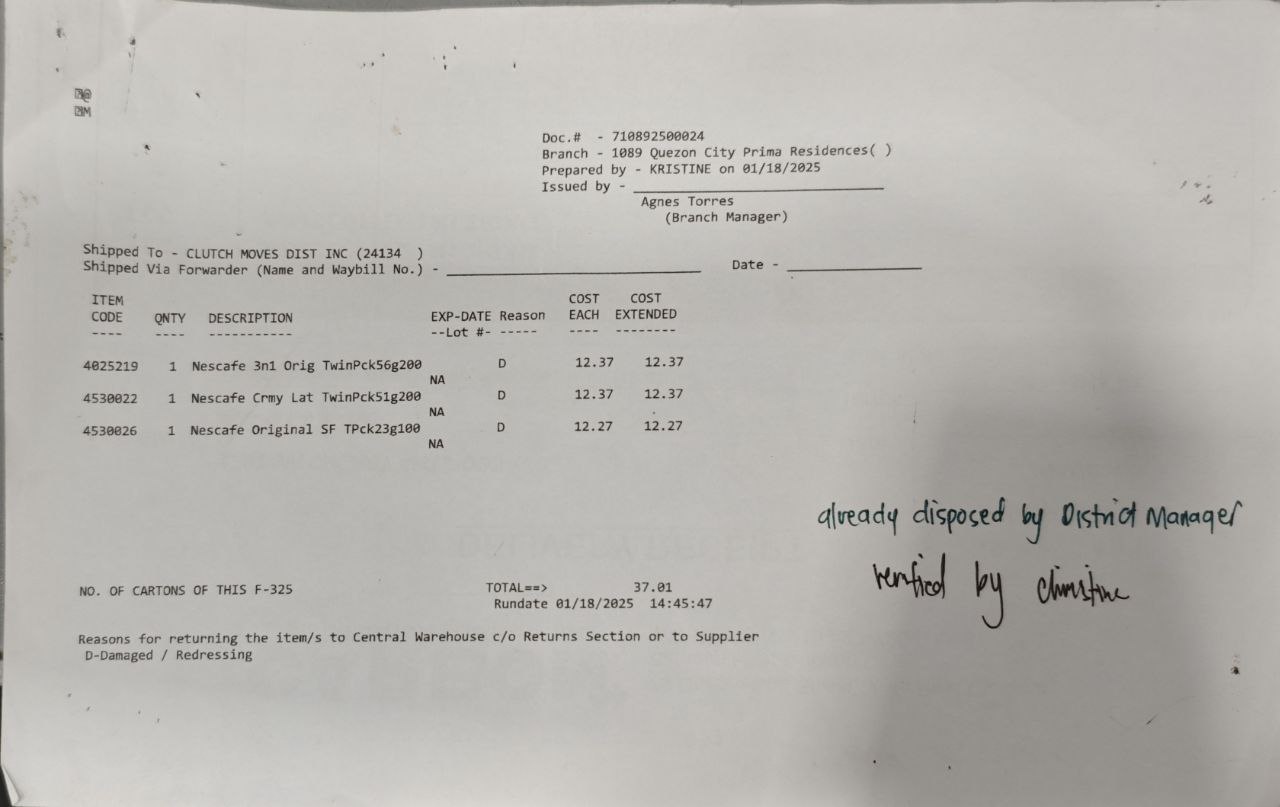 @
M
Doc.# - 710892500024
Branch - 1089 Quezon City Prima Residences( )
Prepared by - KRISTINE on 01/18/2025
Issued by - ____________________
Agnes Torres
(Branch Manager)
Shipped To - CLUTCH MOVES DIST INC (24134 )
Shipped Via Forwarder (Name and Waybill No.) - ____________________ Date - __________
ITEM COST COST
CODE QNTY DESCRIPTION EXP-DATE Reason EACH EXTENDED
---- ---- ----------- --Lot #- ----- ---- --------
4025219 1 Nescafe 3n1 Orig TwinPck56g200 D 12.37 12.37
NA
4530022 1 Nescafe Crmy Lat TwinPck51g200 D 12.37 12.37
NA
4530026 1 Nescafe Original SF TPck23g100 D 12.27 12.27
NA
already disposed by District Manager
verified by christine
NO. OF CARTONS OF THIS F-325 TOTAL==> 37.01
Rundate 01/18/2025 14:45:47
Reasons for returning the item/s to Central Warehouse c/o Returns Section or to Supplier
D-Damaged / Redressing